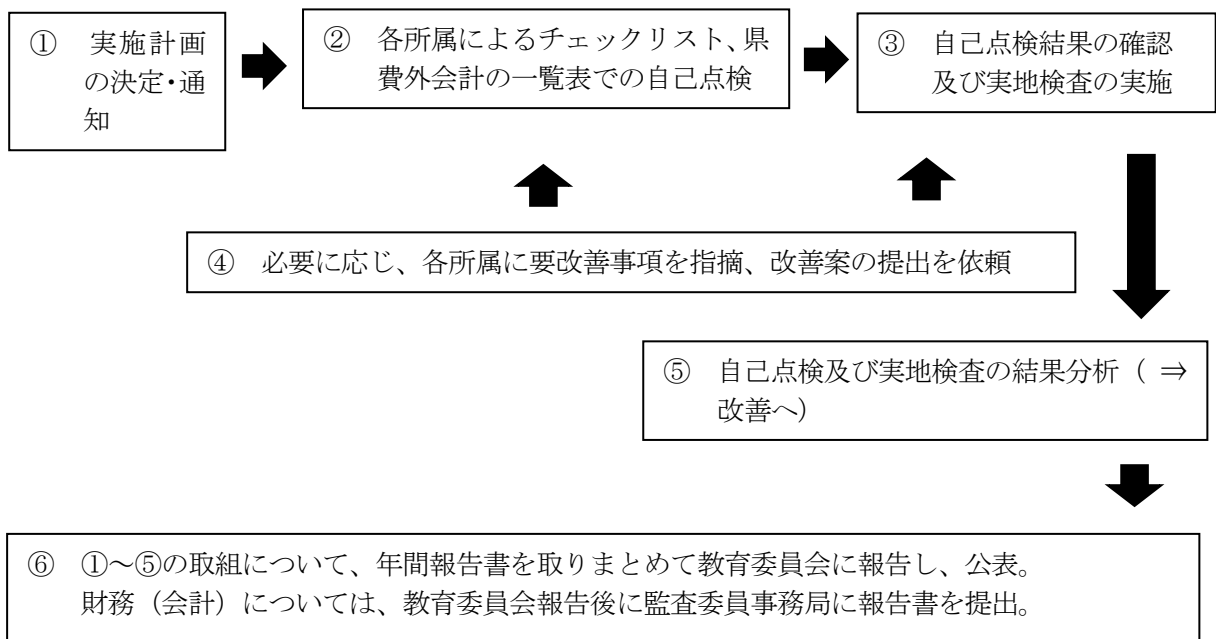 ① 実施計画
の決定・通
知
② 各所属によるチェックリスト、県
費外会計の一覧表での自己点検
③ 自己点検結果の確認
及び実地検査の実施
④ 必要に応じ、各所属に要改善事項を指摘、改善案の提出を依頼
⑤ 自己点検及び実地検査の結果分析（ ⇒
改善へ）
⑥ ①～⑤の取組について、年間報告書を取りまとめて教育委員会に報告し、公表。
財務（会計）については、教育委員会報告後に監査委員事務局に報告書を提出。